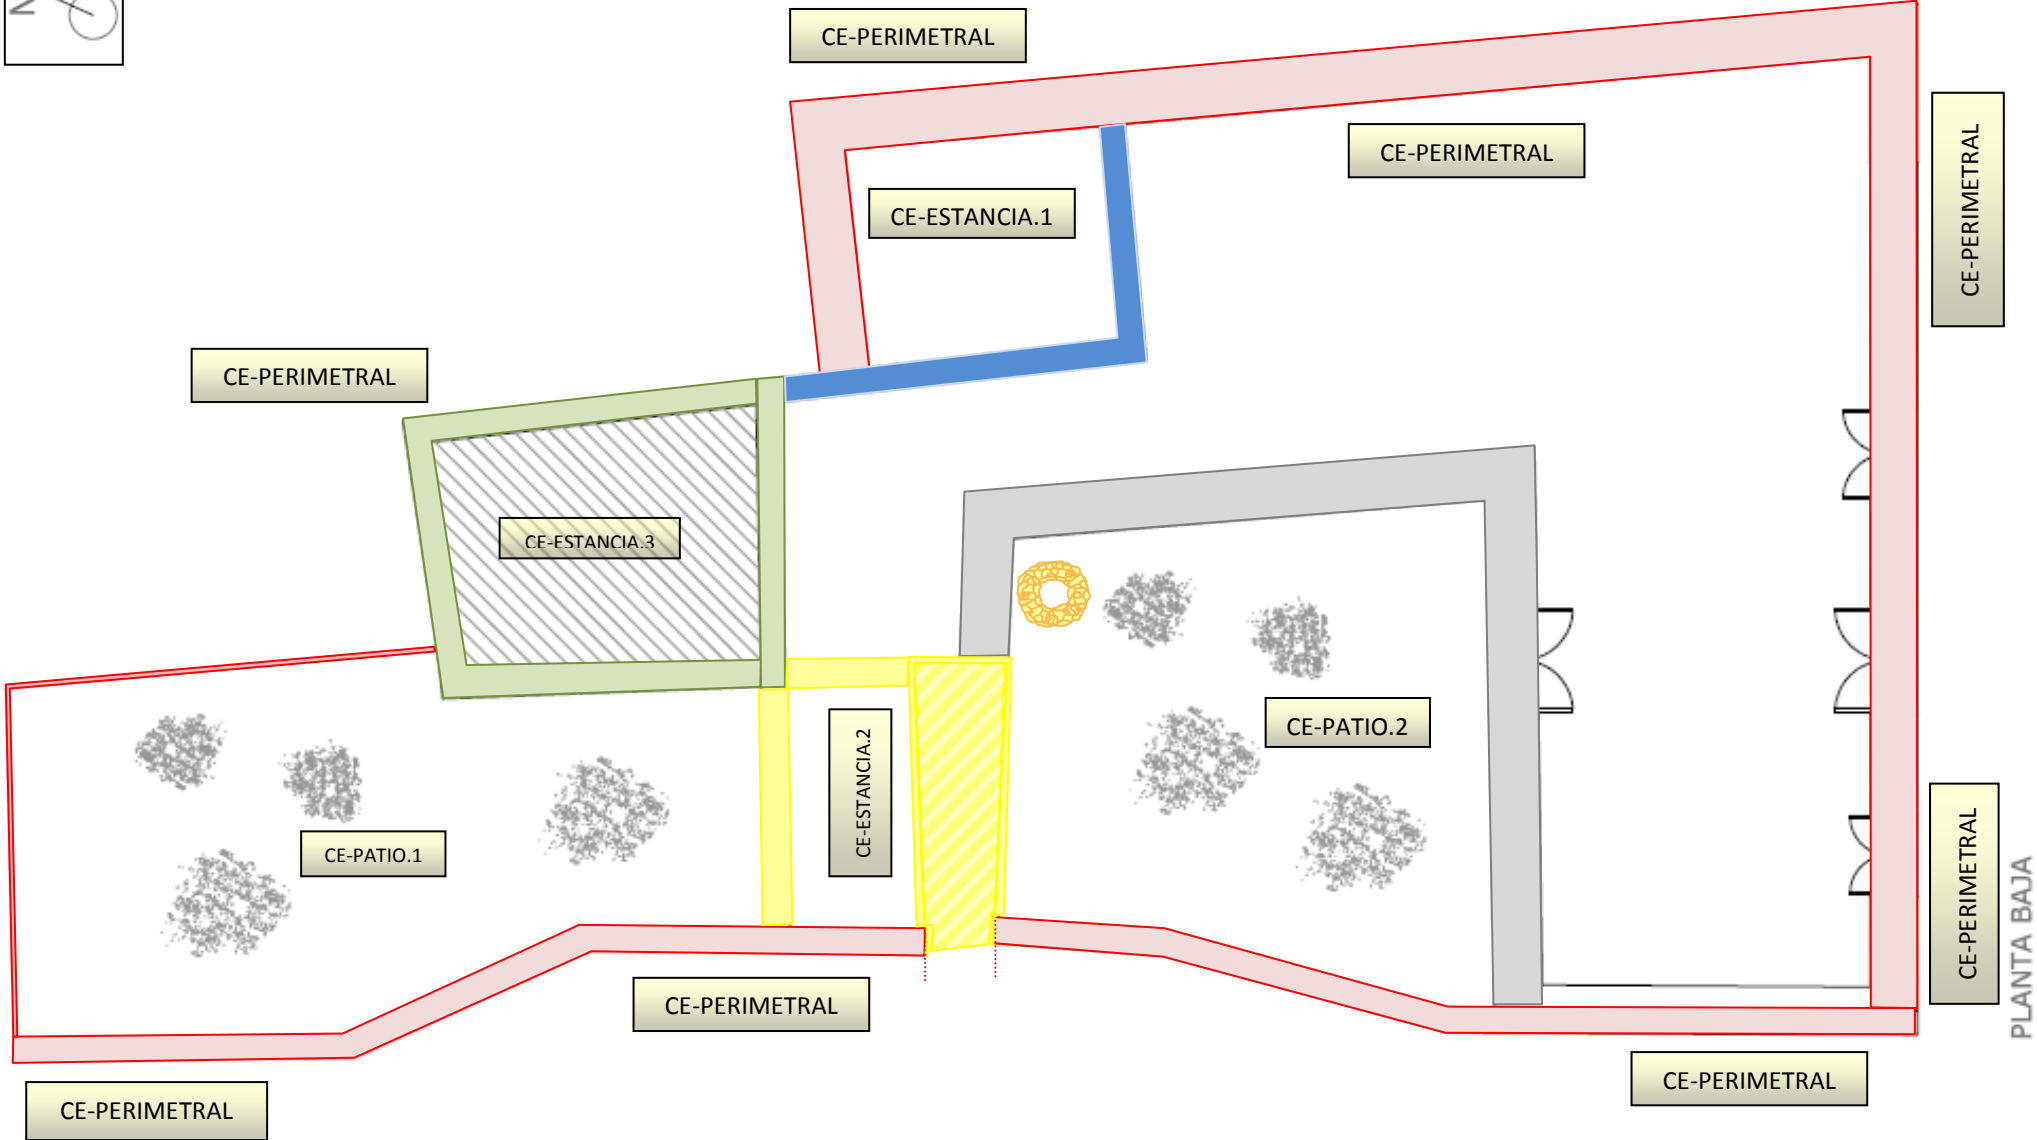 N
CE-PERIMETRAL
CE-PERIMETRAL
CE-PERIMETRAL
CE-ESTANCIA.1
CE-PERIMETRAL
CE-ESTANCIA.3
CE-PATIO.2
CE-ESTANCIA.2
CE-PATIO.1
CE-PERIMETRAL
PLANTA BAJA
CE-PERIMETRAL
CE-PERIMETRAL
CE-PERIMETRAL